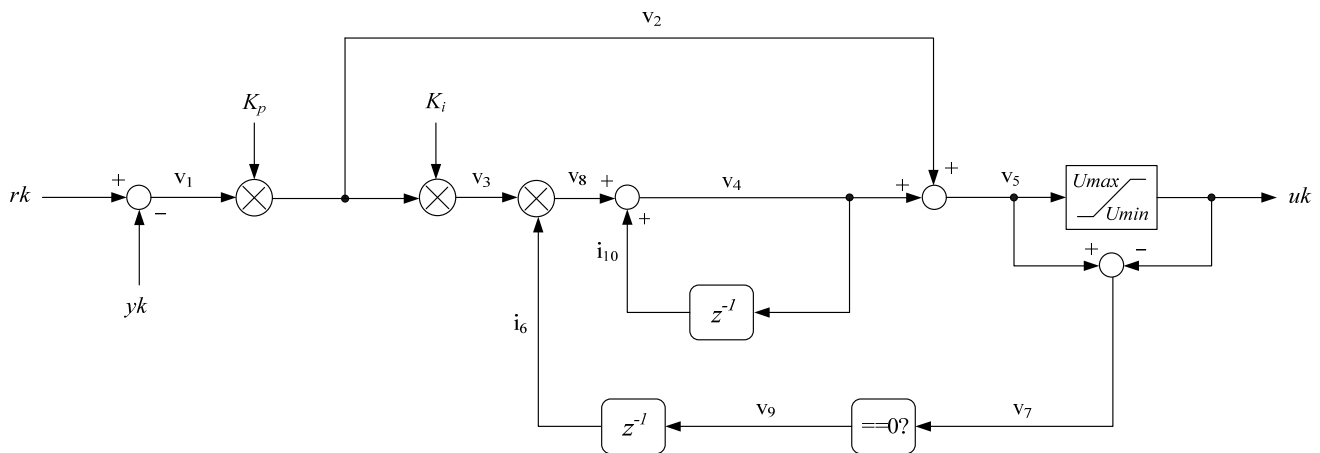 v₂
Kₚ
Kᵢ
+ v₁ v₃ v₈ + v₄ + + v₅ Umax
rk − + Umin uk
i₁₀ + −
yk z⁻¹
i₆
z⁻¹ v₉ ==0? v₇